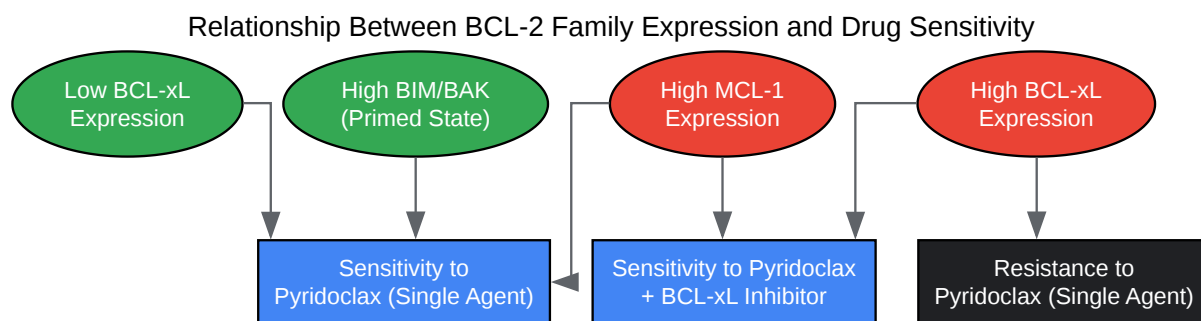 Relationship Between BCL-2 Family Expression and Drug Sensitivity
Low BCL-xL
Expression
High BIM/BAK
(Primed State)
High MCL-1
Expression
High BCL-xL
Expression
Sensitivity to
Pyridoclax (Single Agent)
Sensitivity to Pyridoclax
+ BCL-xL Inhibitor
Resistance to
Pyridoclax (Single Agent)